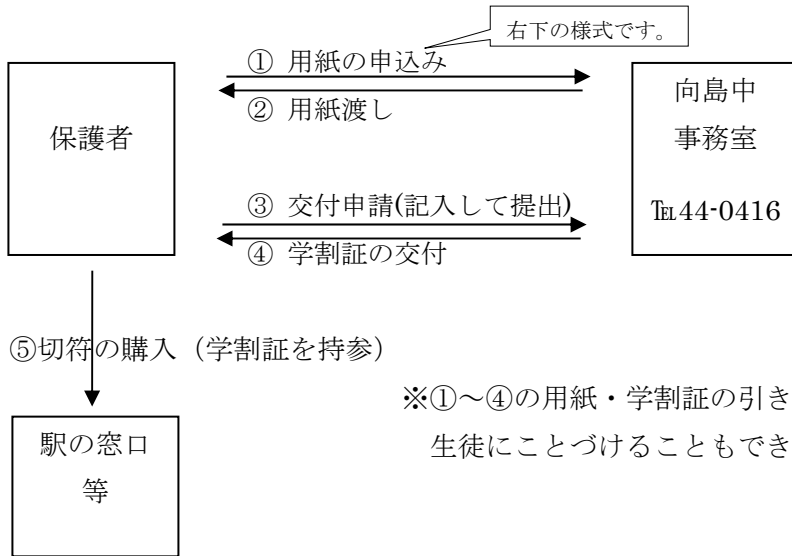 右下の様式です。
① 用紙の申込み
② 用紙渡し
保護者
向島中
事務室
℡44-0416
③ 交付申請(記入して提出)
④ 学割証の交付
⑤切符の購入（学割証を持参）
※①～④の用紙・学割証の引き
生徒にことづけることもでき
駅の窓口
等